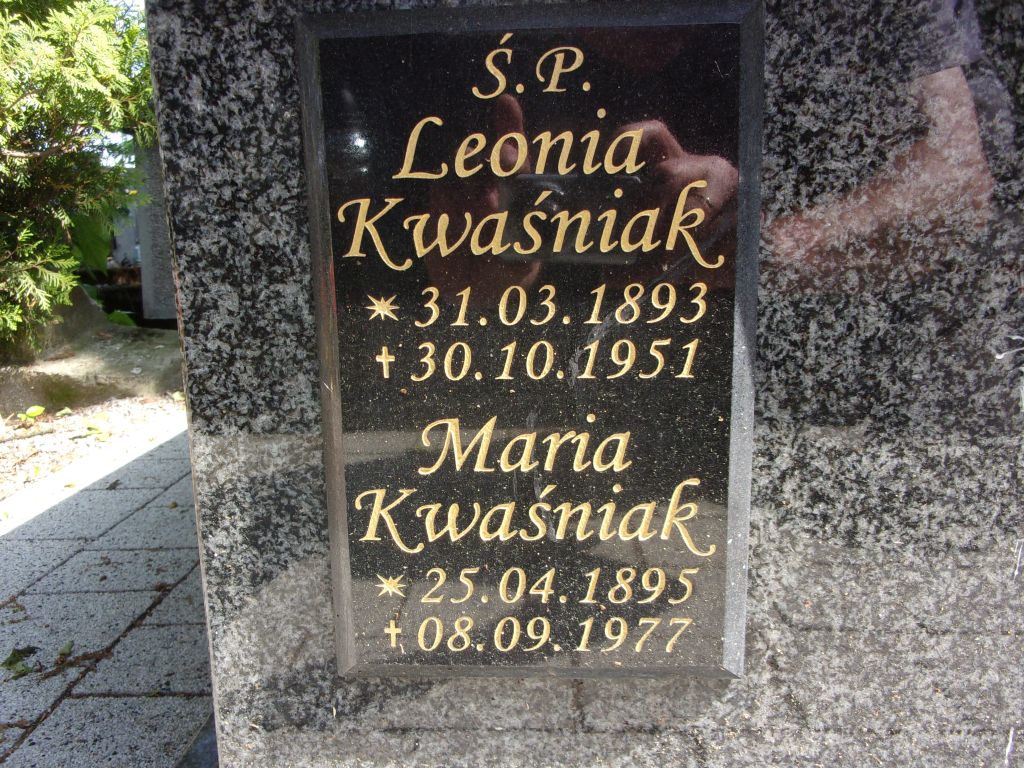 Ś.P.
Leonia
Kwaśniak
* 31.03.1893
† 30.10.1951
Maria
Kwaśniak
* 25.04.1895
† 08.09.1977